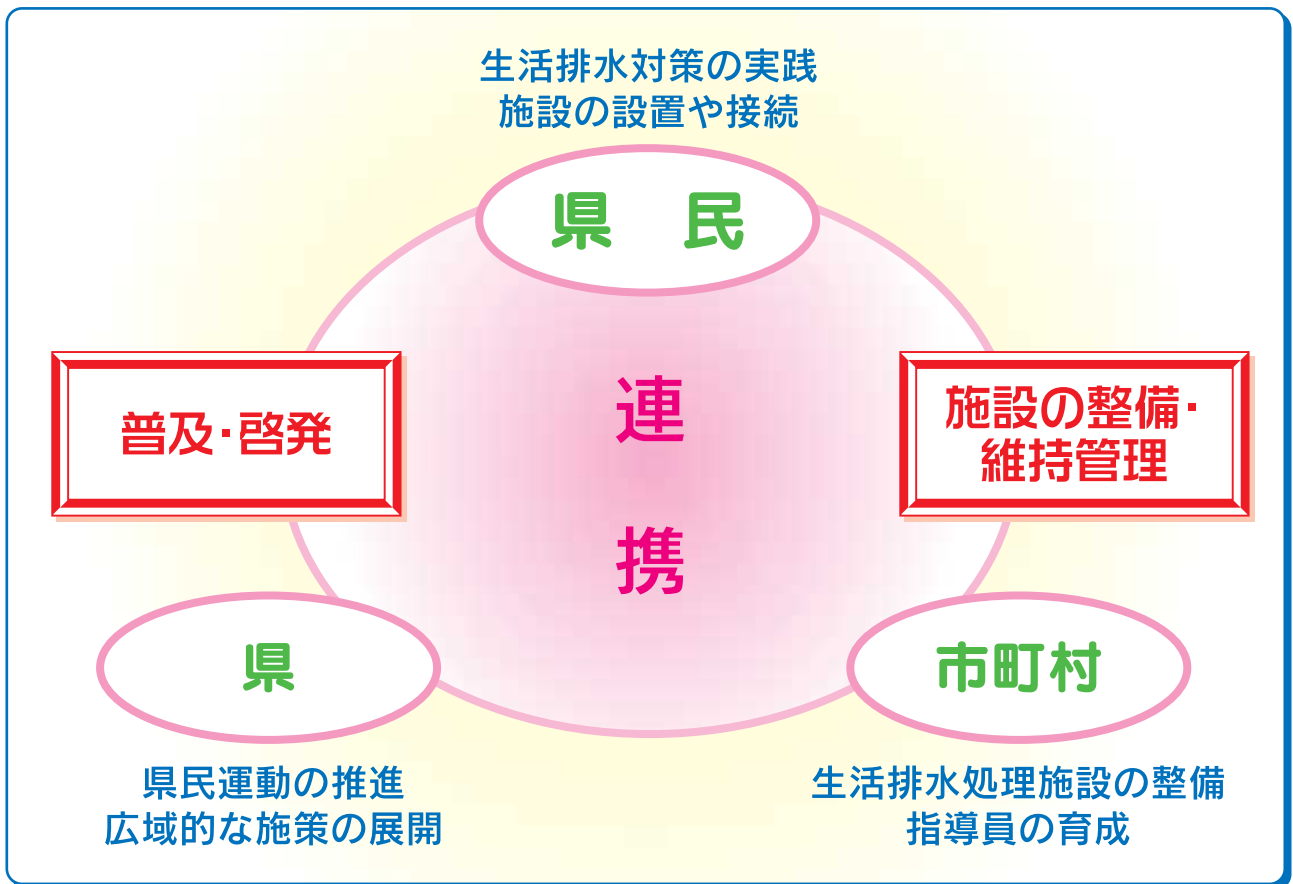 生活排水対策の実践
施設の設置や接続
県 民
普及・啓発
施設の整備・
維持管理
連
携
県
市町村
県民運動の推進
広域的な施策の展開
生活排水処理施設の整備
指導員の育成